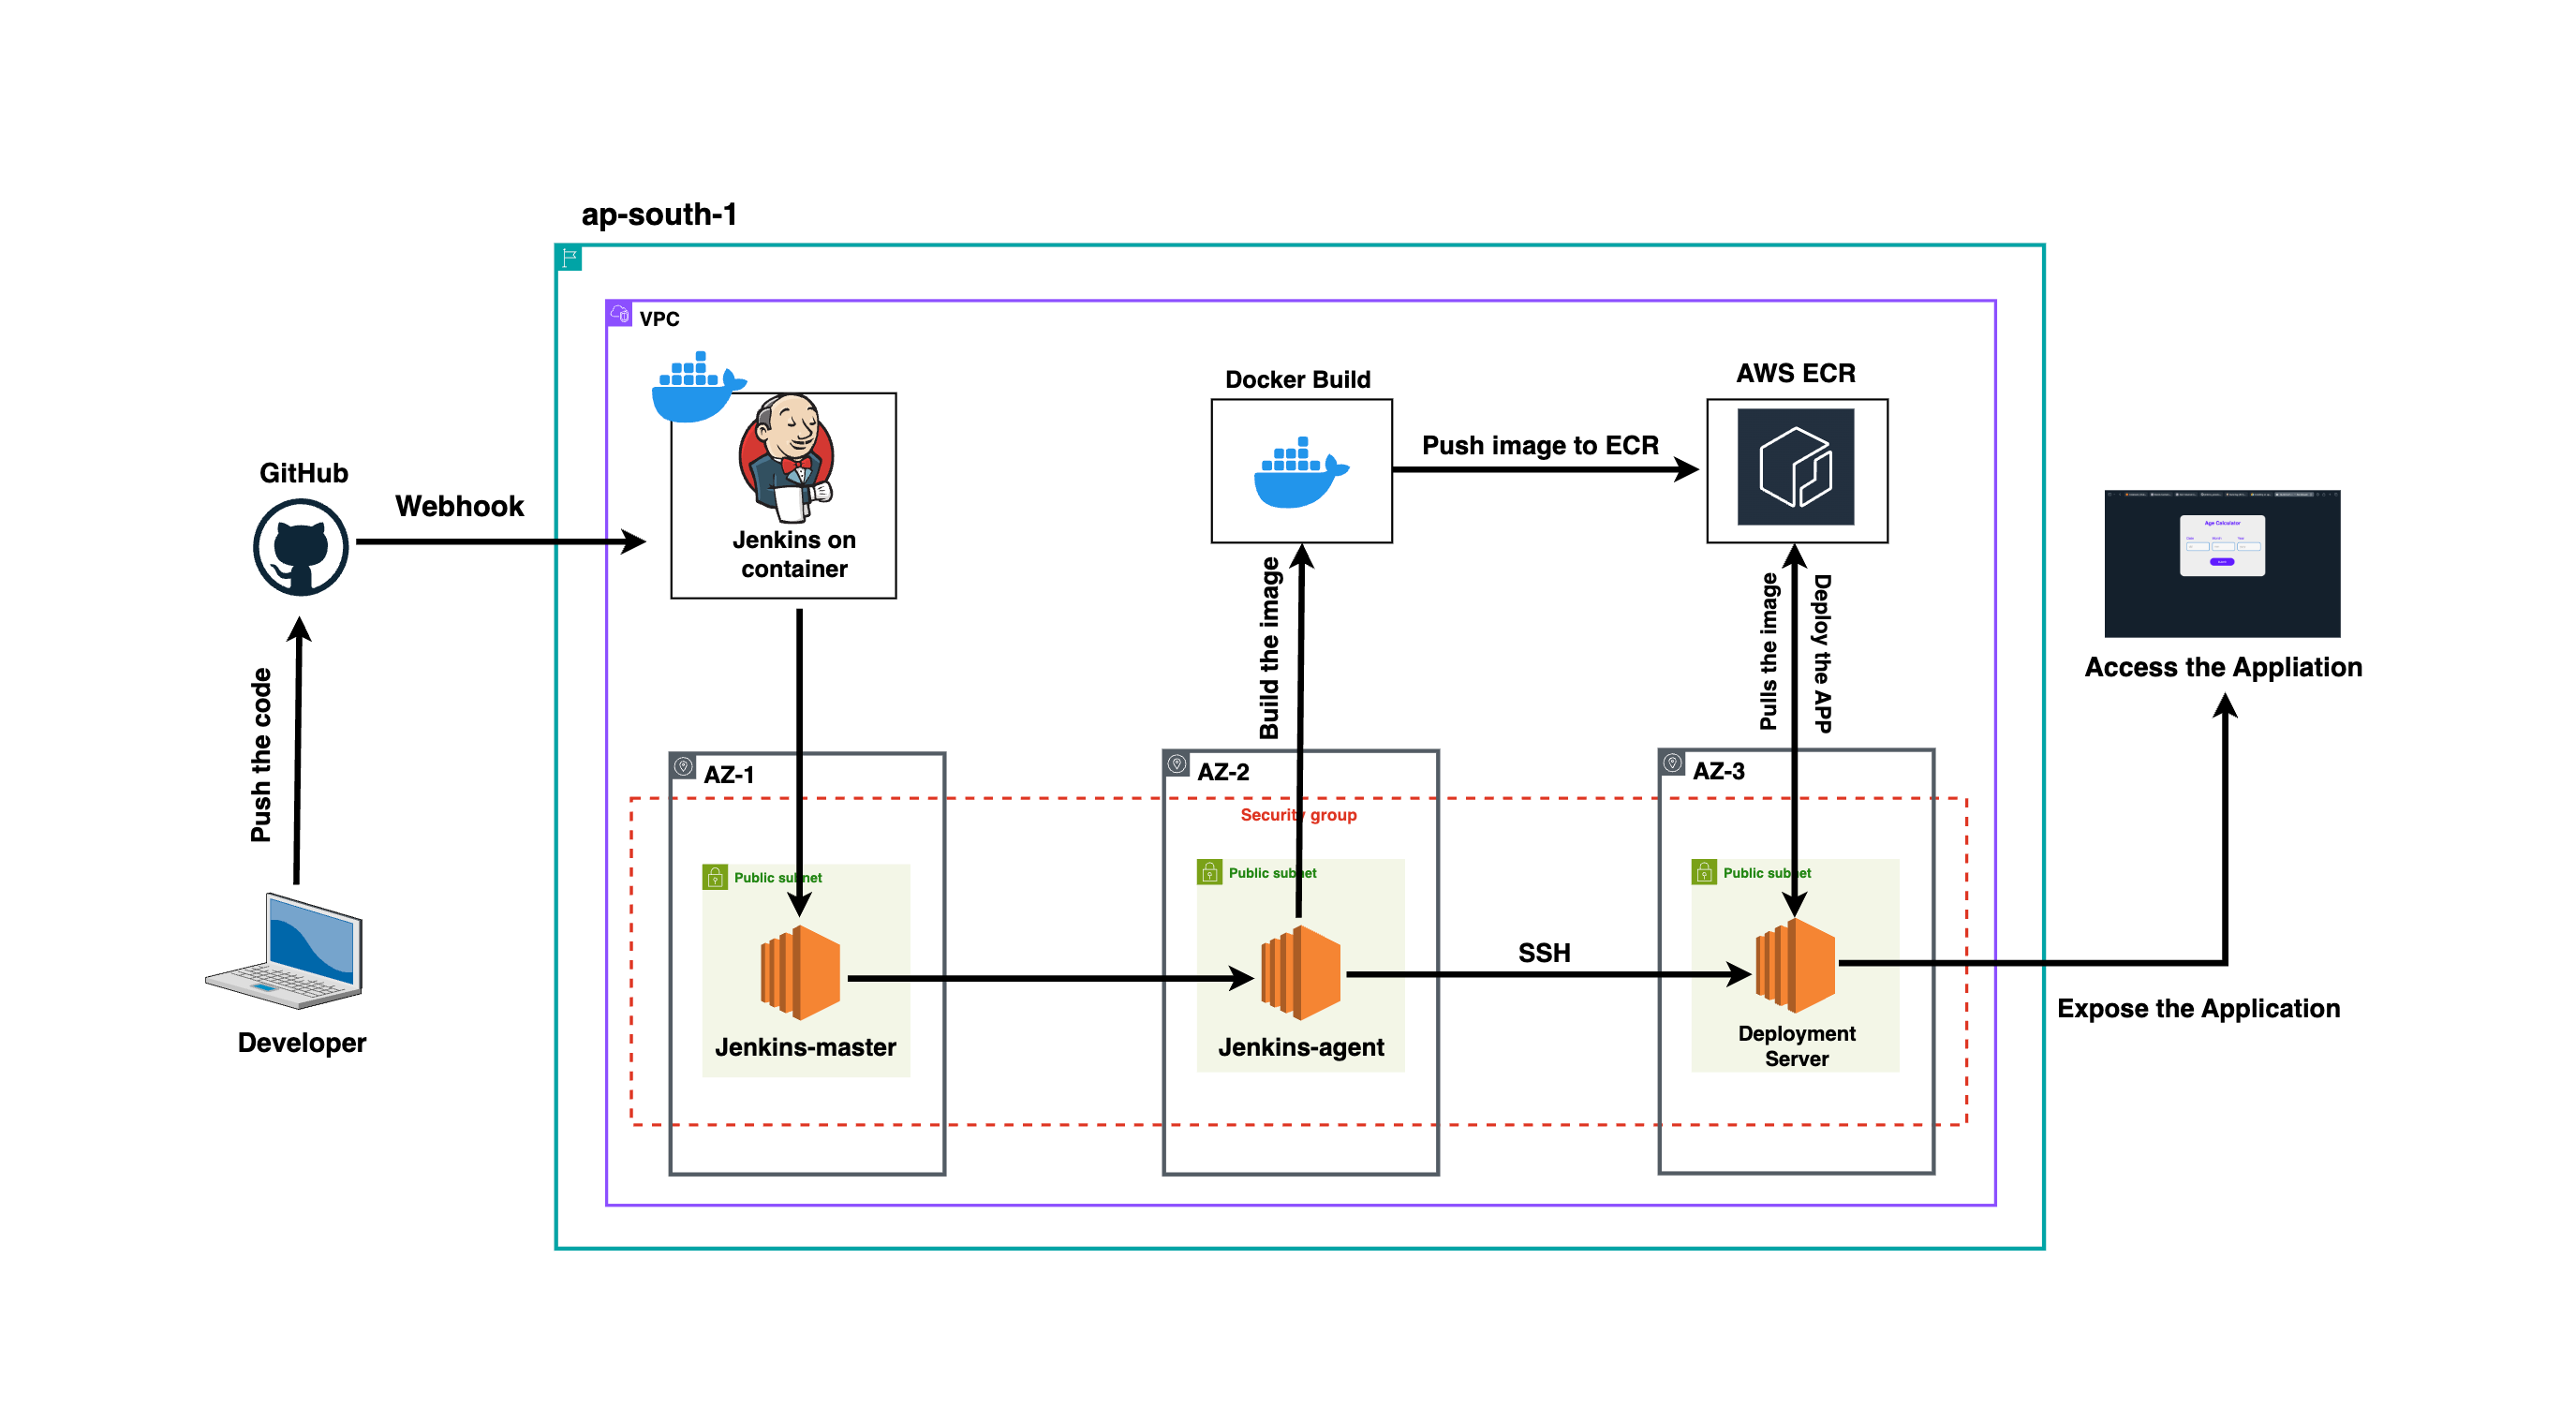 ap-south-1
VPC
Docker Build
AWS ECR
Push image to ECR
GitHub
Webhook
Jenkins on
container
Push the code
Build the image
Pulls the image
Deploy the APP
Age Calculator
Access the Appliation
AZ-1
AZ-2
AZ-3
Security group
Public subnet
Public subnet
Public subnet
SSH
Developer
Jenkins-master
Jenkins-agent
Deployment
Server
Expose the Application